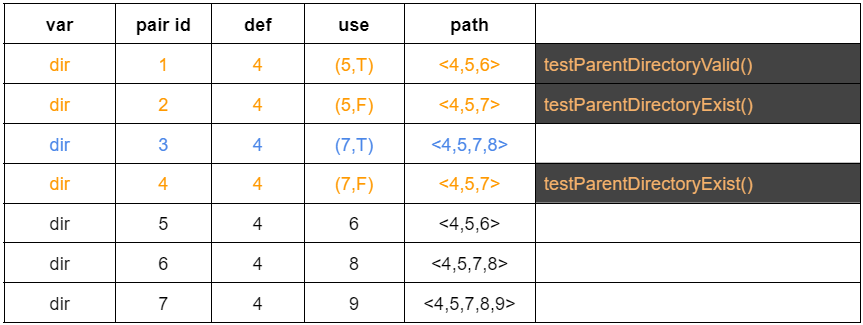 var pair id def use path
dir 1 4 (5,T) <4,5,6> testParentDirectoryValid()
dir 2 4 (5,F) <4,5,7> testParentDirectoryExist()
dir 3 4 (7,T) <4,5,7,8>
dir 4 4 (7,F) <4,5,7> testParentDirectoryExist()
dir 5 4 6 <4,5,6>
dir 6 4 8 <4,5,7,8>
dir 7 4 9 <4,5,7,8,9>